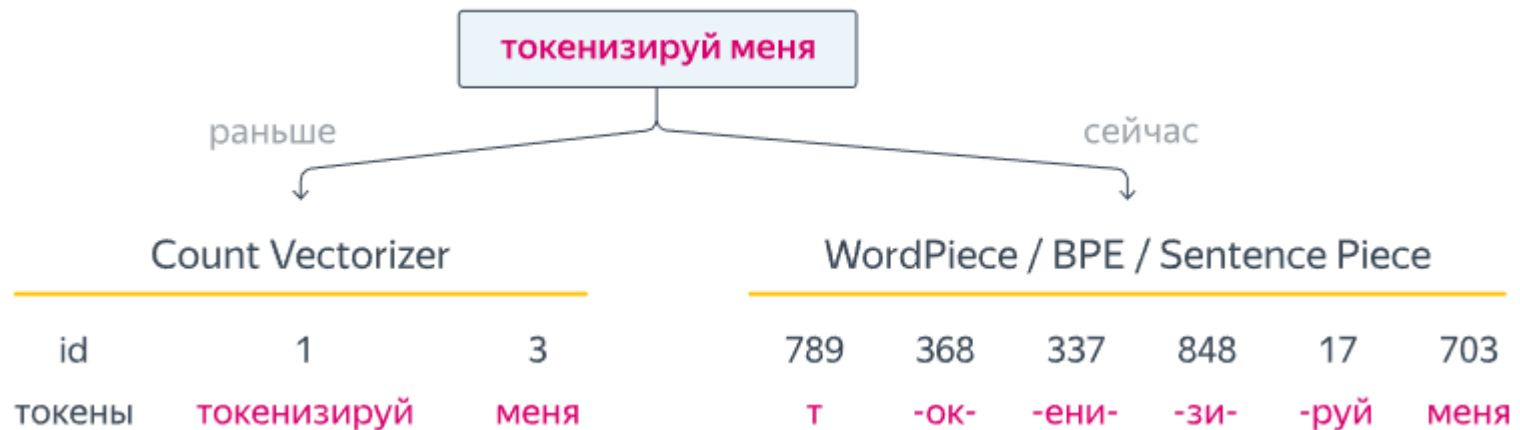 токенизируй меня
раньше
сейчас
Count Vectorizer
WordPiece / BPE / Sentence Piece
id 1 3
789 368 337 848 17 703
токены токенизируй меня
т -ок- -ени- -зи- -руй меня